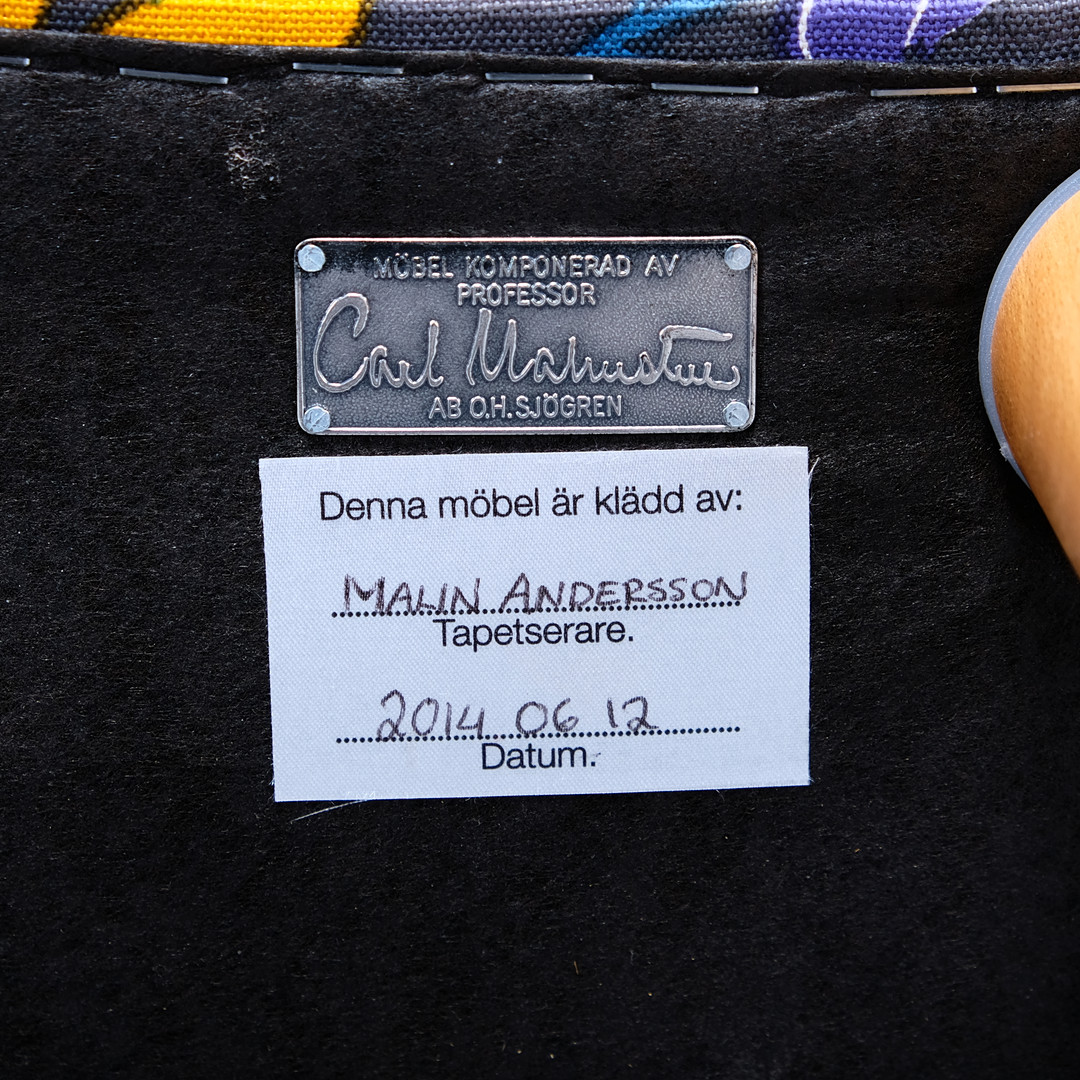 MÖBEL KOMPONERAD AV
PROFESSOR
Carl Malmsten
AB O.H. SJÖGREN
Denna möbel är klädd av:
MALIN ANDERSSON
Tapetserare.
2014 06 12
Datum.